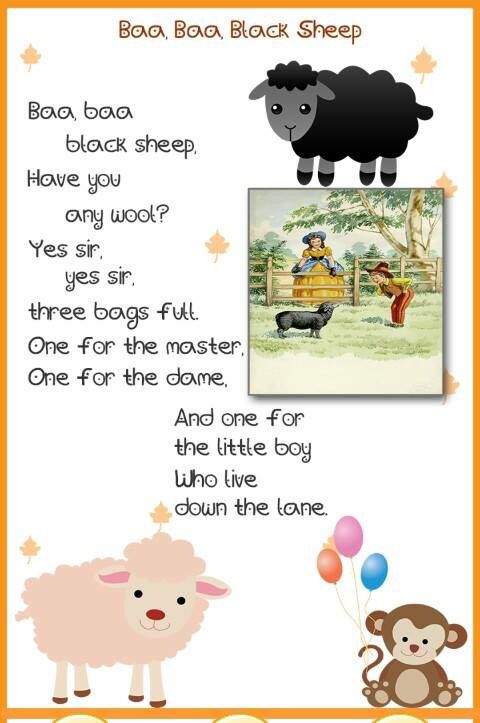 Baa, Baa, Black Sheep
Baa, baa
black sheep,
Have you
any wool?
Yes sir,
yes sir,
three bags full.
One for the master,
One for the dame,
And one for
the little boy
Who live
down the lane.